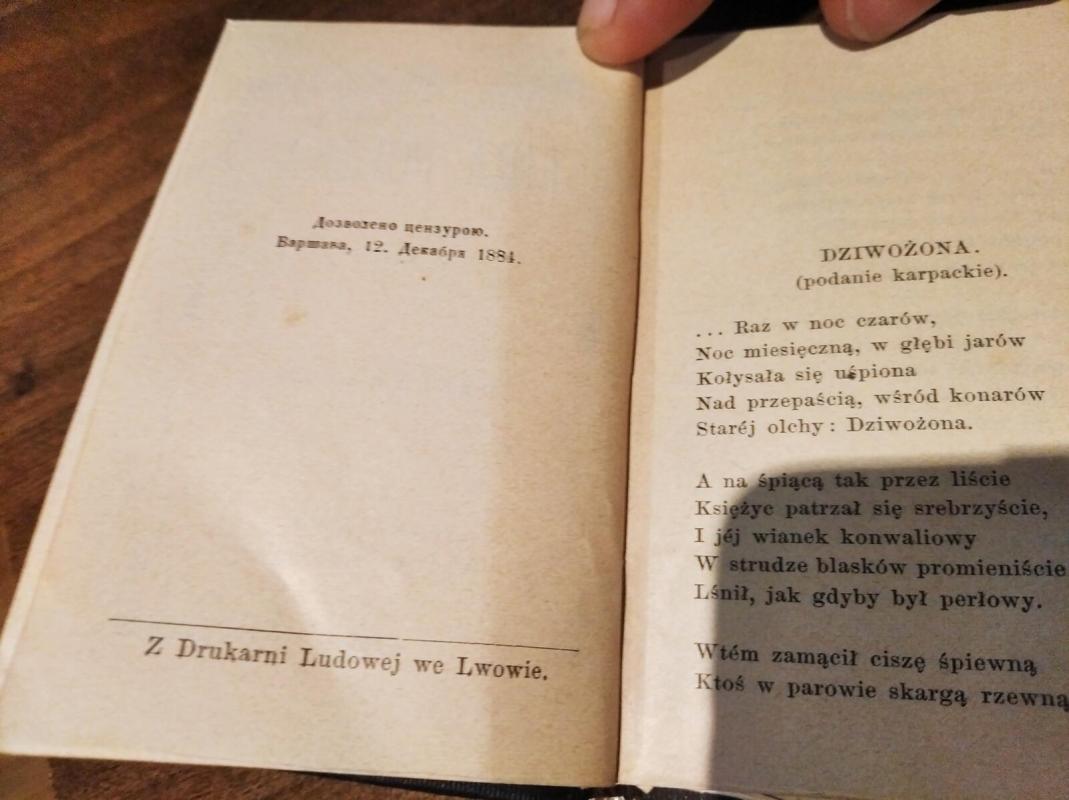 Дозволено цензурою.
Варшава, 12. Декабря 1884.
Z Drukarni Ludowej we Lwowie.
DZIWOŻONA.
(podanie karpackie).
... Raz w noc czarów,
Noc miesięczną, w głębi jarów
Kołysała się uśpiona
Nad przepaścią, wśród konarów
Staréj olchy: Dziwożona.
A na śpiącą tak przez liście
Księżyc patrzał się srebrzyście,
I jéj wianek konwaliowy
W strudze blasków promieniście
Lśnił, jak gdyby był perłowy.
Wtém zamącił ciszę śpiewną
Ktoś w parowie skargą rzewną